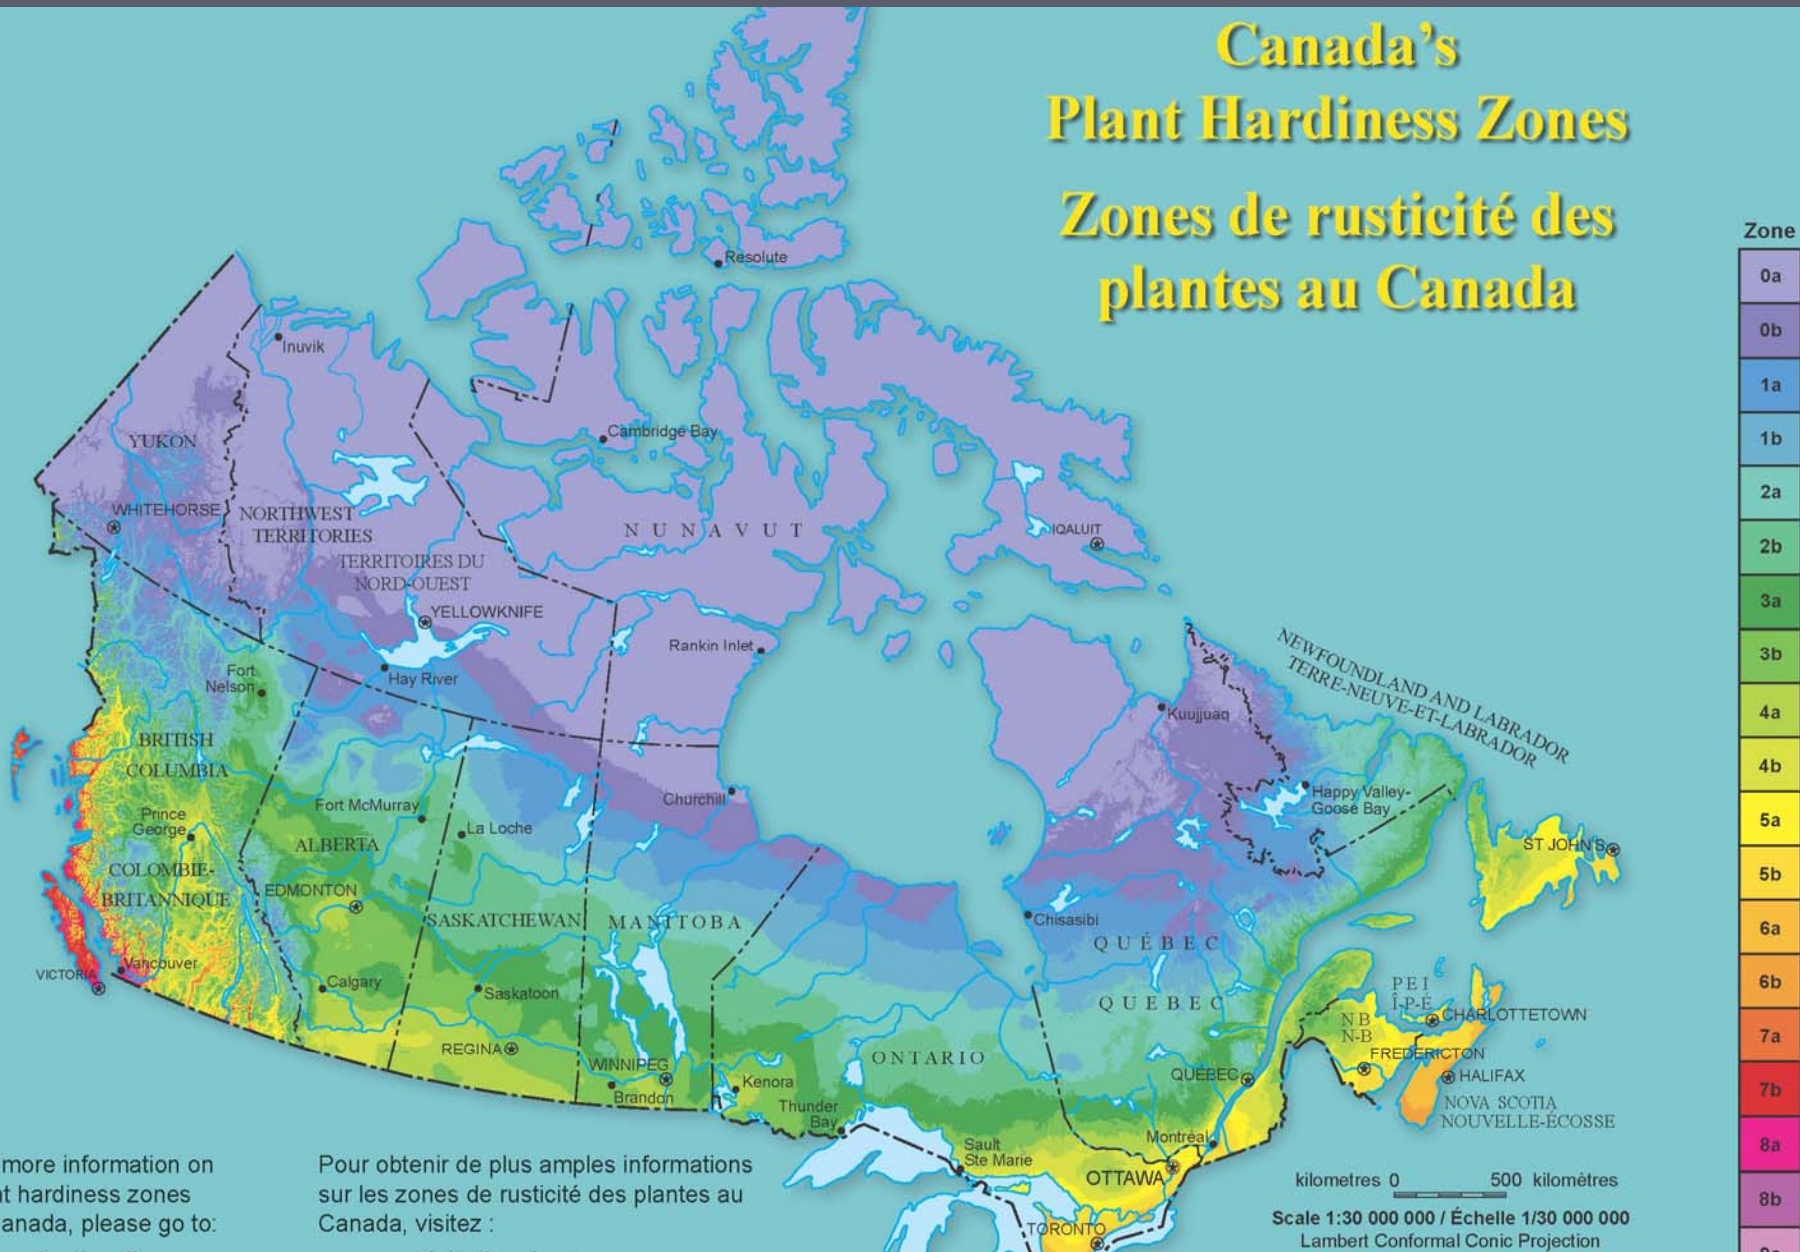 Canada's
Plant Hardiness Zones
Zones de rusticité des
plantes au Canada
Zone
0a
0b
1a
1b
2a
2b
3a
3b
4a
4b
5a
5b
6a
6b
7a
7b
8a
8b
Resolute
Inuvik
Cambridge Bay
YUKON
WHITEHORSE
NORTHWEST
TERRITORIES
TERRITOIRES DU
NORD-OUEST
YELLOWKNIFE
NUNAVUT
IQALUIT
Rankin Inlet
Hay River
Fort
Nelson
Kuujjuaq
NEWFOUNDLAND AND LABRADOR
TERRE-NEUVE-ET-LABRADOR
BRITISH
COLUMBIA
Churchill
Happy Valley-
Goose Bay
Fort McMurray
La Loche
Prince
George
ALBERTA
ST JOHN'S
COLOMBIE-
BRITANNIQUE
EDMONTON
SASKATCHEWAN
MANITOBA
Chisasibi
QUÉBEC
QUEBEC
VICTORIA
Vancouver
Calgary
Saskatoon
PEI
Î-P-É
CHARLOTTETOWN
NB
N-B
REGINA
ONTARIO
FREDERICTON
WINNIPEG
QUÉBEC
HALIFAX
Brandon
Kenora
Thunder
Bay
NOVA SCOTIA
NOUVELLE-ÉCOSSE
Sault
Ste Marie
Montréal
OTTAWA
TORONTO
more information on
hardiness zones
anada, please go to:
Pour obtenir de plus amples informations
sur les zones de rusticité des plantes au
Canada, visitez :
kilometres 0 500 kilomètres
Scale 1:30 000 000 / Échelle 1/30 000 000
Lambert Conformal Conic Projection